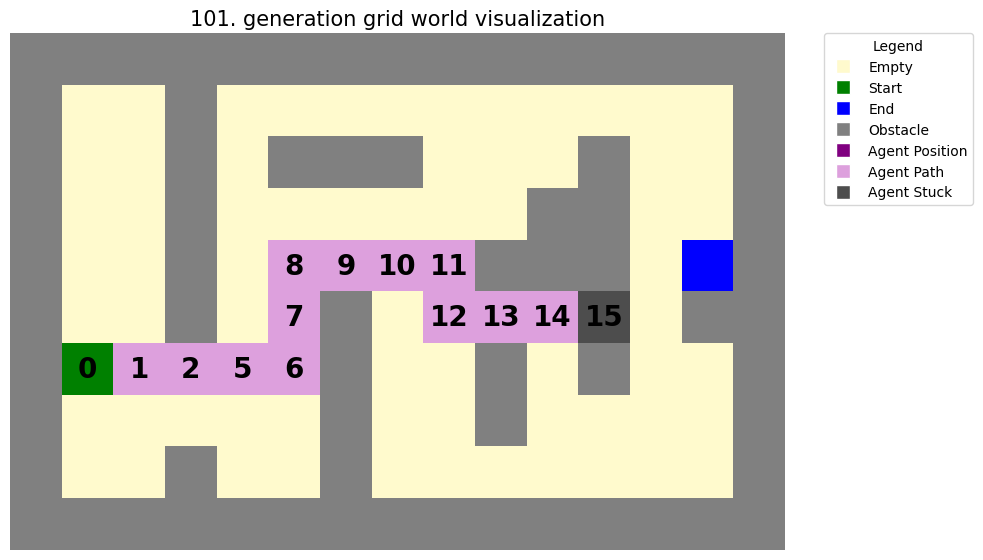 101. generation grid world visualization
Legend
Empty
Start
End
Obstacle
Agent Position
Agent Path
Agent Stuck
8 9 10 11
7 12 13 14 15
0 1 2 5 6